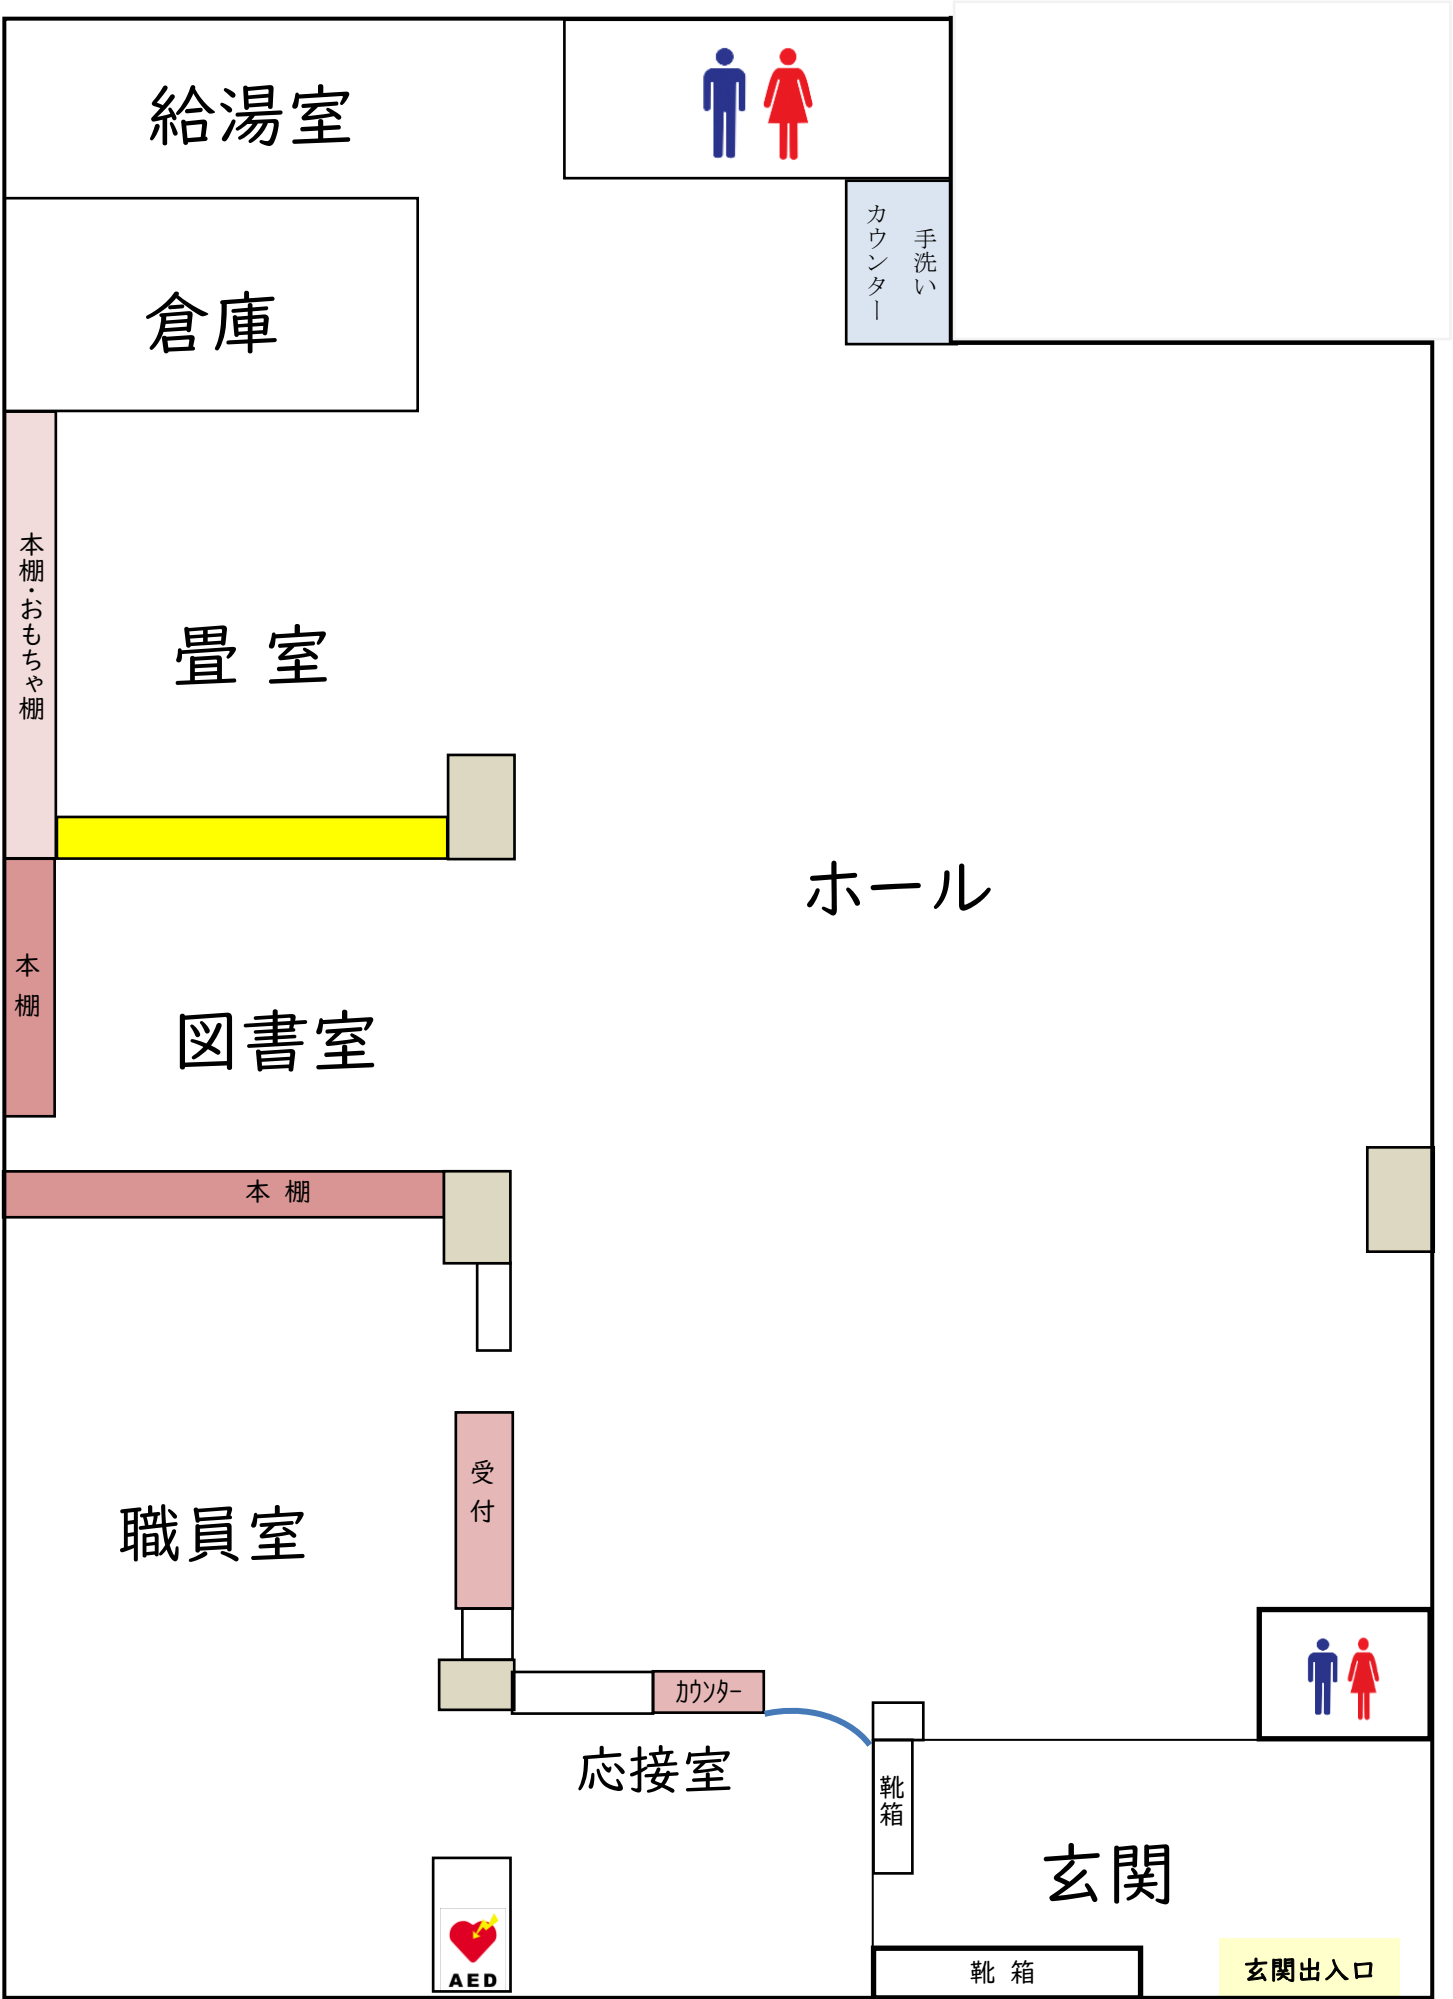 給湯室
手洗い
カウンター
倉庫
本棚・おもちゃ棚
畳 室
ホール
本棚
図書室
本 棚
受付
職員室
ｶｳﾝﾀｰ
応接室
靴箱
玄関
AED
靴 箱
玄関出入口